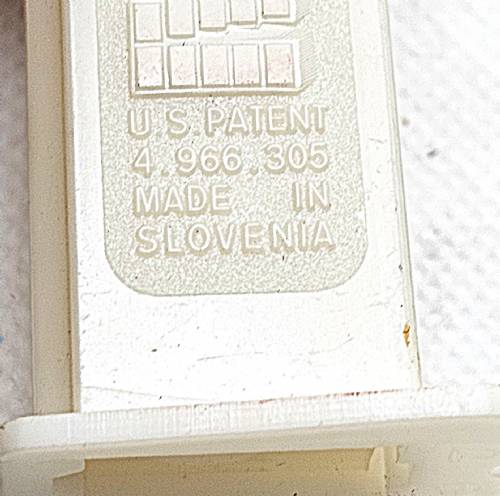 U.S. PATENT
4,966,305
MADE IN
SLOVENIA